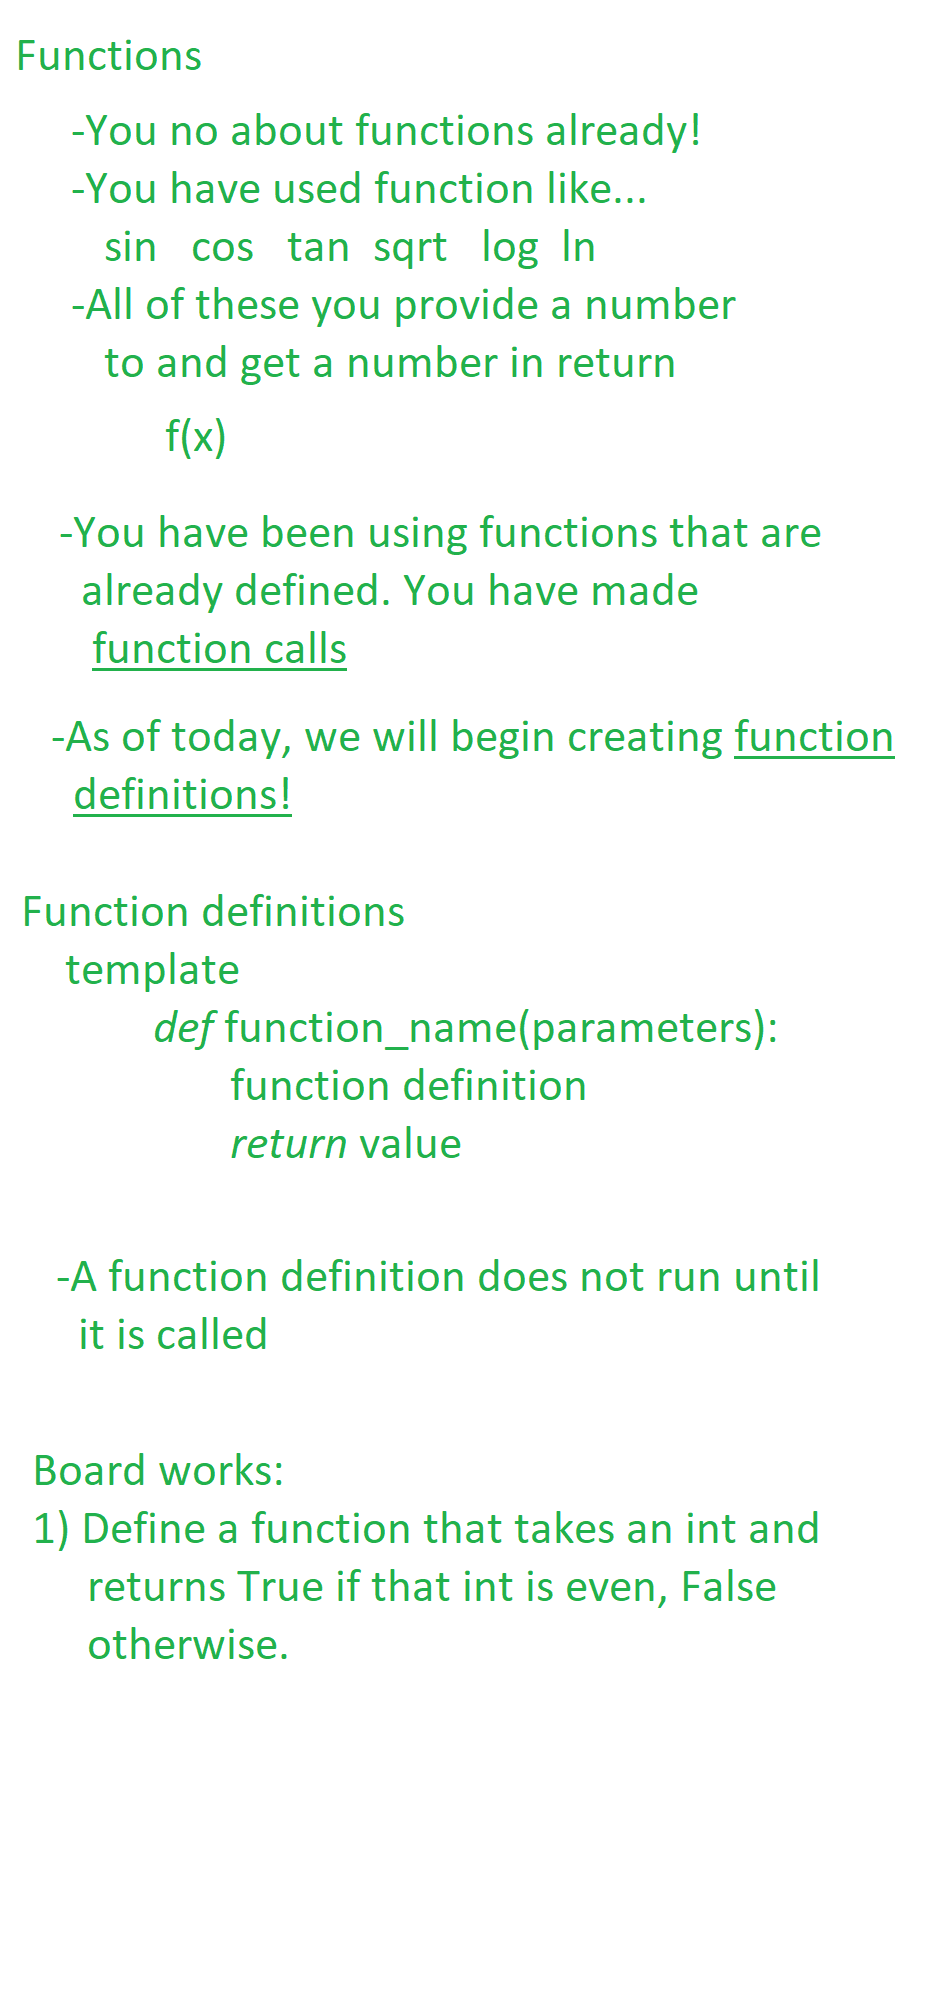 Functions
-You no about functions already!
-You have used function like...
sin cos tan sqrt log ln
-All of these you provide a number
to and get a number in return
f(x)
-You have been using functions that are
already defined. You have made
function calls
-As of today, we will begin creating function
definitions!
Function definitions
template
def function_name(parameters):
function definition
return value
-A function definition does not run until
it is called
Board works:
1) Define a function that takes an int and
returns True if that int is even, False
otherwise.